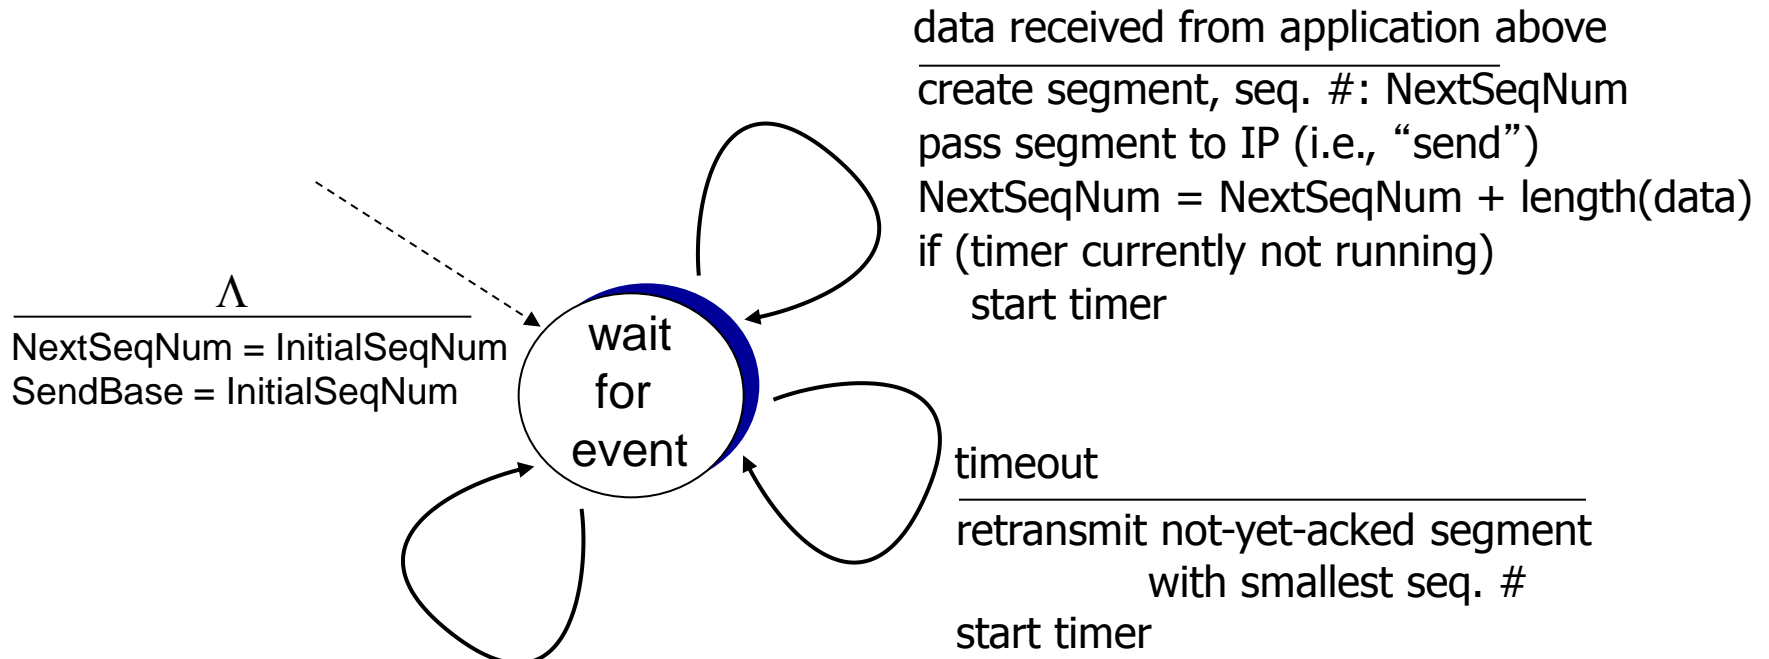 data received from application above
create segment, seq. #: NextSeqNum
pass segment to IP (i.e., “send”)
NextSeqNum = NextSeqNum + length(data)
if (timer currently not running)
start timer
Λ
NextSeqNum = InitialSeqNum
SendBase = InitialSeqNum
wait
for
event
timeout
retransmit not-yet-acked segment
with smallest seq. #
start timer